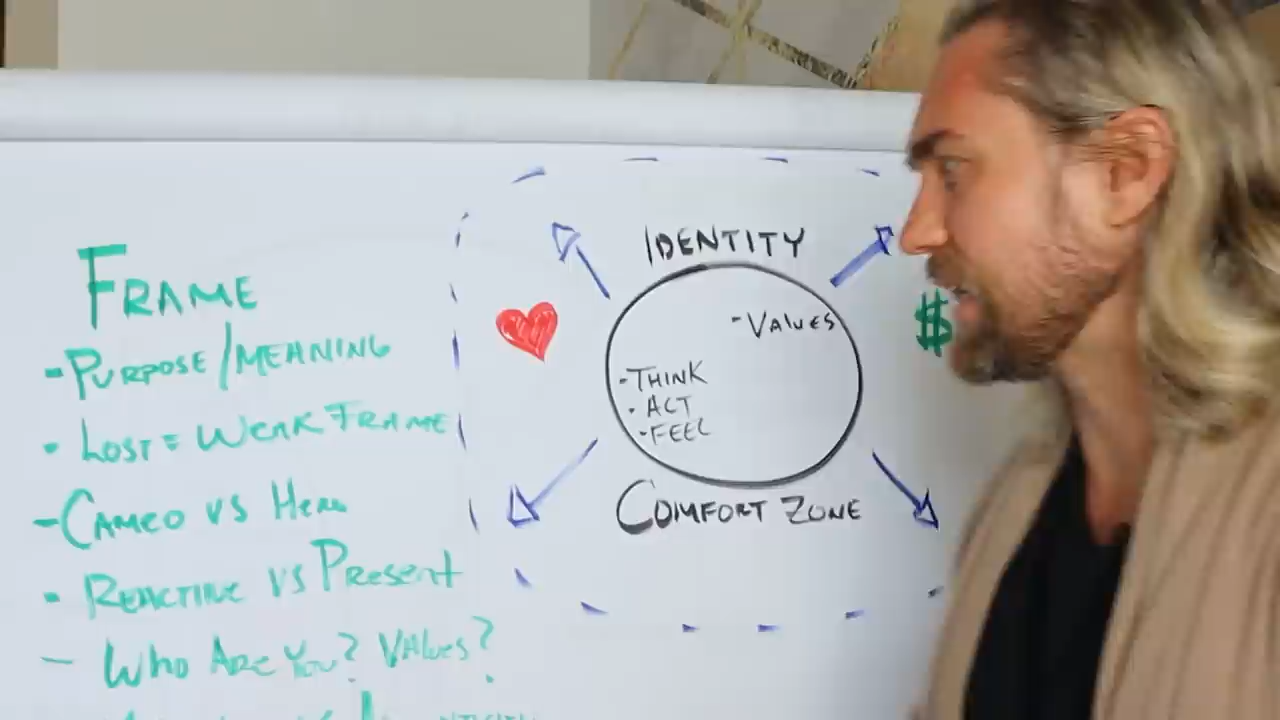 FRAME
-PURPOSE/MEANING
• LOST = WEAK FRAME
-CAMEO VS HERO
• REACTIVE VS PRESENT
- WHO ARE YOU? VALUES?
VS
IDENTITY
-VALUES
-THINK
• ACT
-FEEL
$
COMFORT ZONE